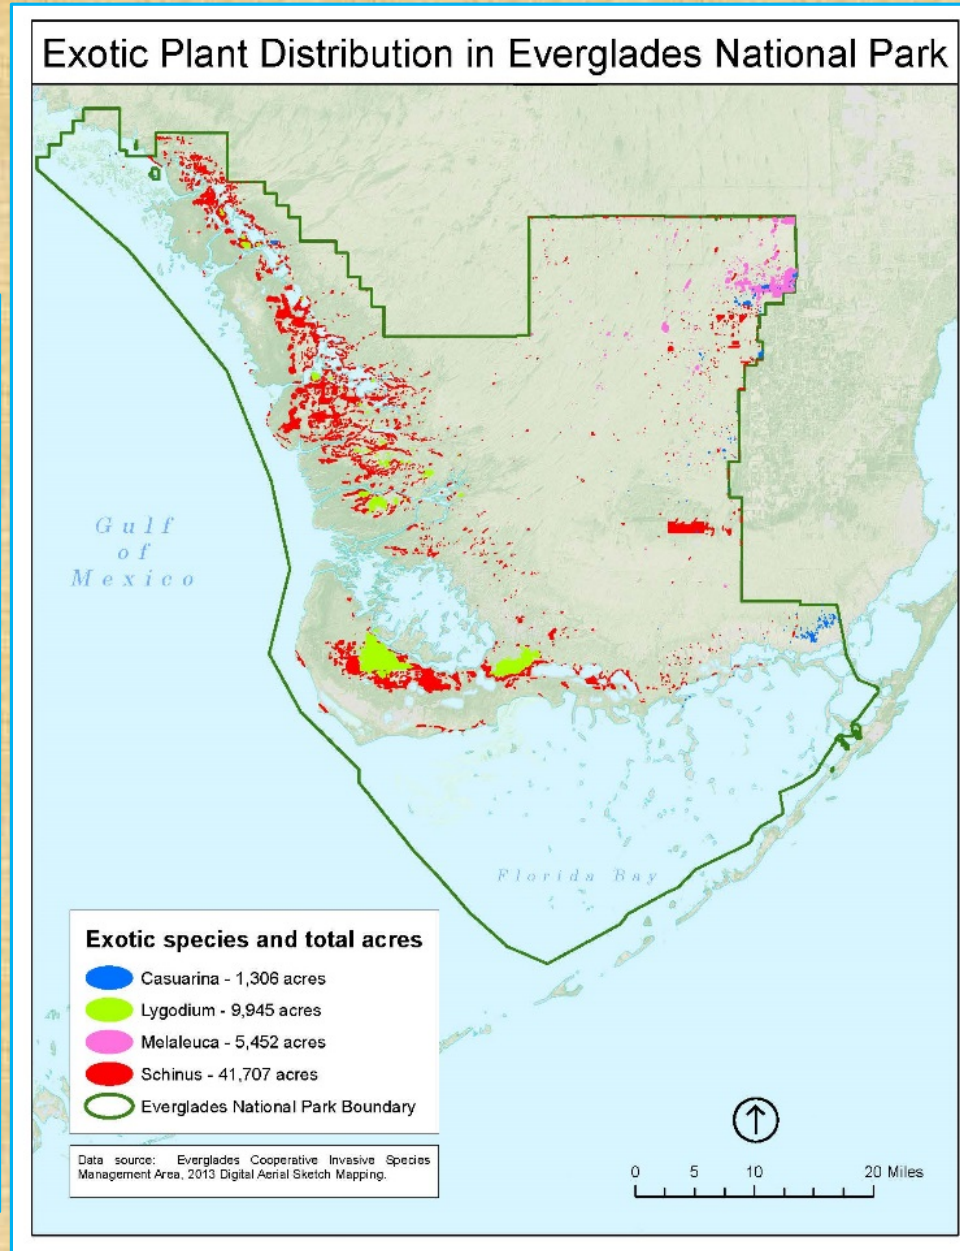 Exotic Plant Distribution in Everglades National Park
Gulf
of
Mexico
Florida Bay
Exotic species and total acres
Casuarina - 1,306 acres
Lygodium - 9,945 acres
Melaleuca - 5,452 acres
Schinus - 41,707 acres
Everglades National Park Boundary
Data source: Everglades Cooperative Invasive Species
Management Area, 2013 Digital Aerial Sketch Mapping.
0 5 10 20 Miles